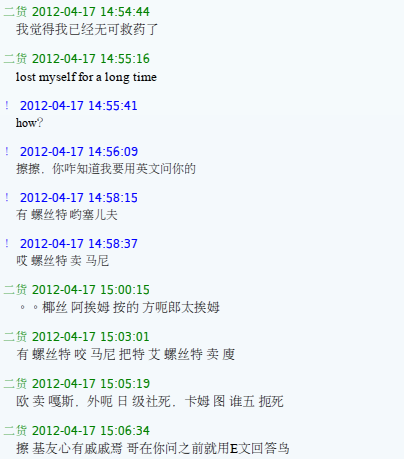 二货 2012-04-17 14:54:44
我觉得我已经无可救药了
二货 2012-04-17 14:55:16
lost myself for a long time
！ 2012-04-17 14:55:41
how?
！ 2012-04-17 14:56:09
擦擦．你咋知道我要用英文问你的
！ 2012-04-17 14:58:15
有 螺丝特 哟塞儿夫
！ 2012-04-17 14:58:37
哎 螺丝特 卖 马尼
二货 2012-04-17 15:00:15
。。椰丝 阿挨姆 按的 方呃郎太挨姆
二货 2012-04-17 15:03:01
有 螺丝特 咬 马尼 把特 艾 螺丝特 卖 廋
二货 2012-04-17 15:05:19
欧 卖 嘎斯．外呃 日 级社死．卡姆 图 谁五 扼死
二货 2012-04-17 15:06:34
擦 基友心有戚戚焉 哥在你问之前就用E文回答鸟